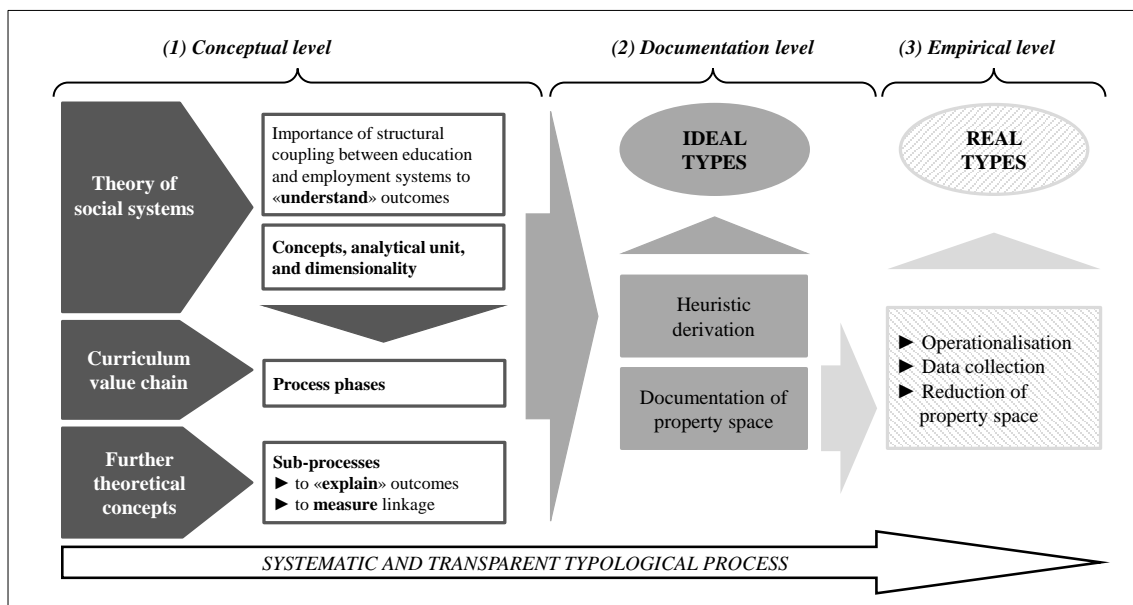 (1) Conceptual level
(2) Documentation level
(3) Empirical level
Theory of
social systems
Importance of structural
coupling between education
and employment systems to
«understand» outcomes
Concepts, analytical unit,
and dimensionality
Curriculum
value chain
Process phases
Further
theoretical
concepts
Sub-processes
► to «explain» outcomes
► to measure linkage
IDEAL
TYPES
Heuristic
derivation
Documentation of
property space
REAL
TYPES
► Operationalisation
► Data collection
► Reduction of
property space
SYSTEMATIC AND TRANSPARENT TYPOLOGICAL PROCESS